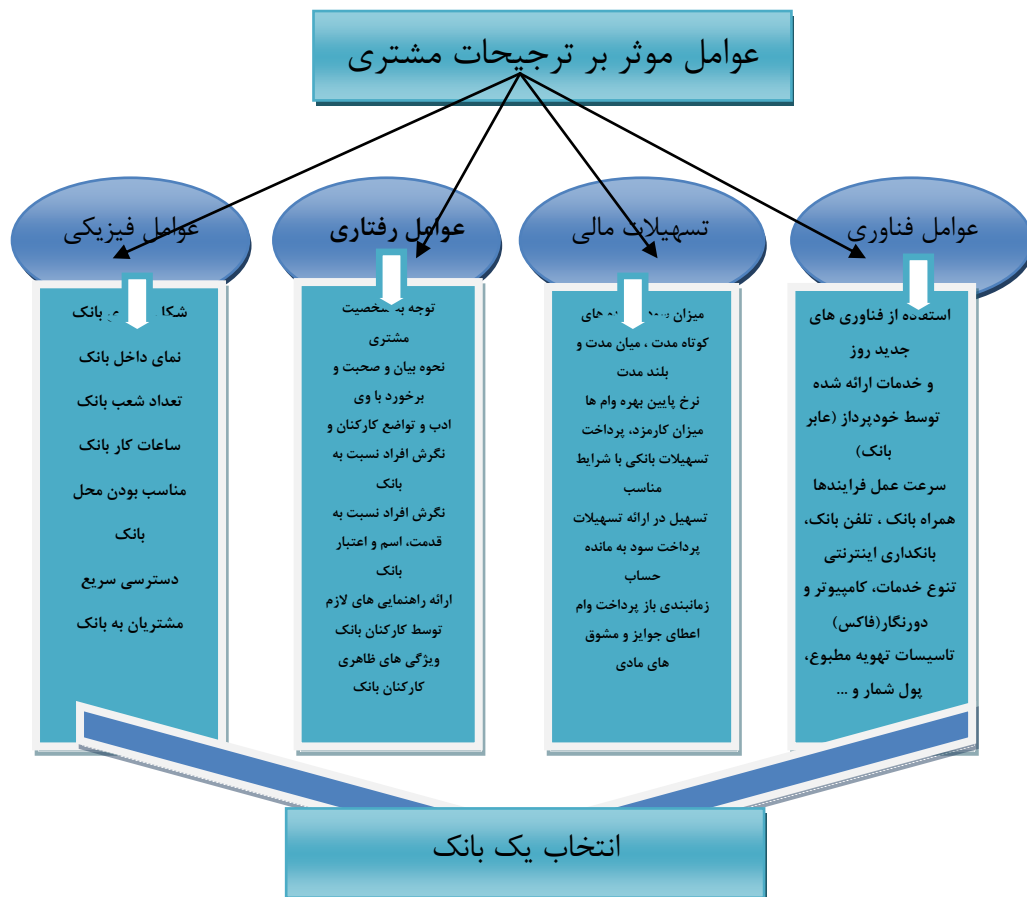 عوامل موثر بر ترجیحات مشتری
عوامل فناوری
استفاده از فناوری های
جدید روز
و خدمات ارائه شده
توسط خودپرداز (عابر
بانک)
سرعت عمل فرایندها
همراه بانک ، تلفن بانک،
بانکداری اینترنتی
تنوع خدمات، کامپیوتر و
دورنگار(فاکس)
تاسیسات تهویه مطبوع،
پول شمار و ...
تسهیلات مالی
میزان های
کوتاه مدت ، میان مدت و
بلند مدت
نرخ پایین بهره وام ها
میزان کارمزد، پرداخت
تسهیلات بانکی با شرایط
مناسب
تسهیل در ارائه تسهیلات
پرداخت سود به مانده
حساب
زمانبندی باز پرداخت وام
اعطای جوایز و مشوق
های مادی
عوامل رفتاری
توجه به شخصیت
مشتری
نحوه بیان و صحبت و
برخورد با وی
ادب و تواضع کارکنان و
نگرش افراد نسبت به
بانک
نگرش افراد نسبت به
قدمت، اسم و اعتبار
بانک
ارائه راهنمایی های لازم
توسط کارکنان بانک
ویژگی های ظاهری
کارکنان بانک
عوامل فیزیکی
بانک
نمای داخل بانک
تعداد شعب بانک
ساعات کار بانک
مناسب بودن محل
بانک
دسترسی سریع
مشتریان به بانک
انتخاب یک بانک